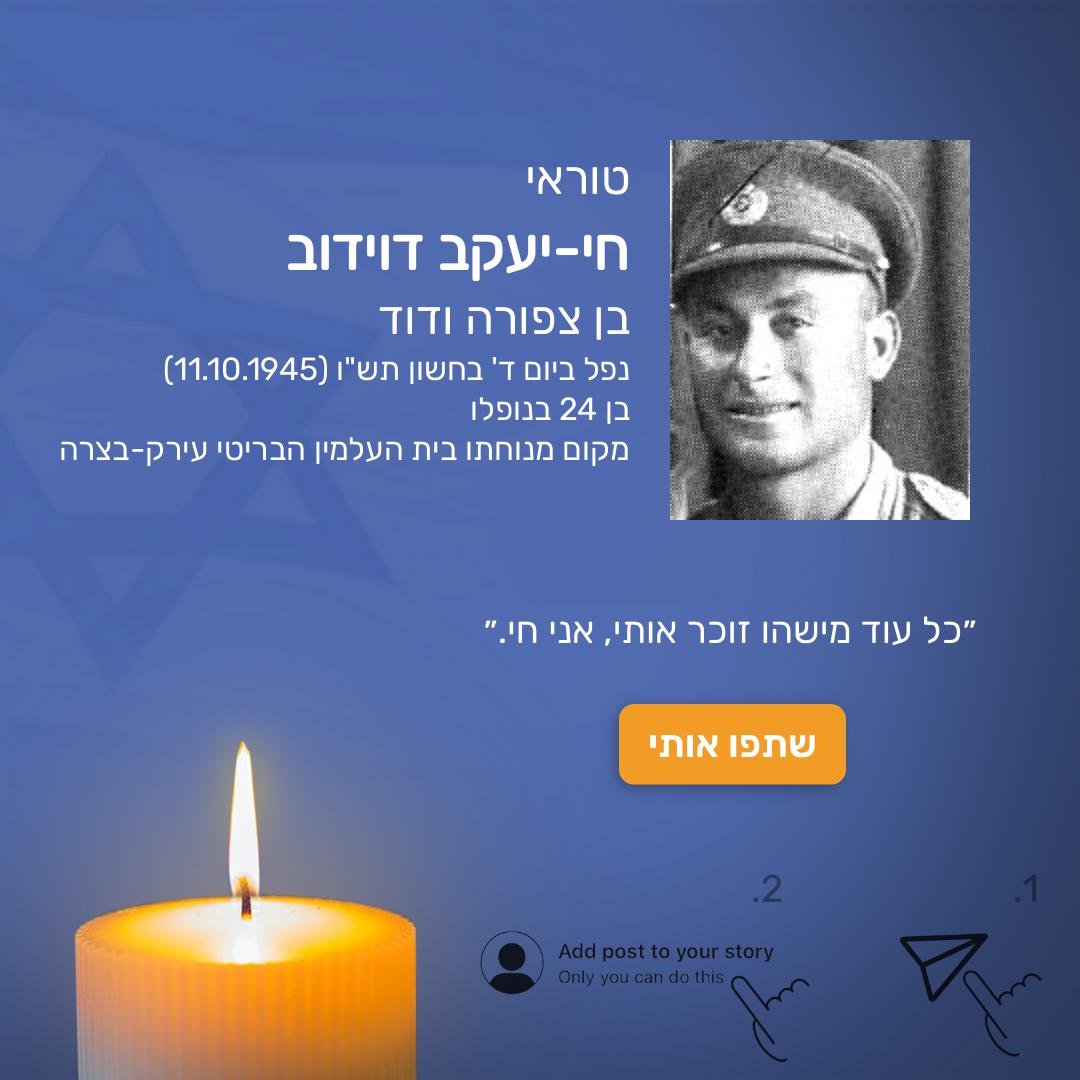 טוראי
חי-יעקב דוידוב
בן צפורה ודוד
נפל ביום ד' בחשון תש"ו (11.10.1945)
בן 24 בנופלו
מקום מנוחתו בית העלמין הבריטי עירק-בצרה
״כל עוד מישהו זוכר אותי, אני חי.״
שתפו אותי
1.
2.
Add post to your story
Only you can do this